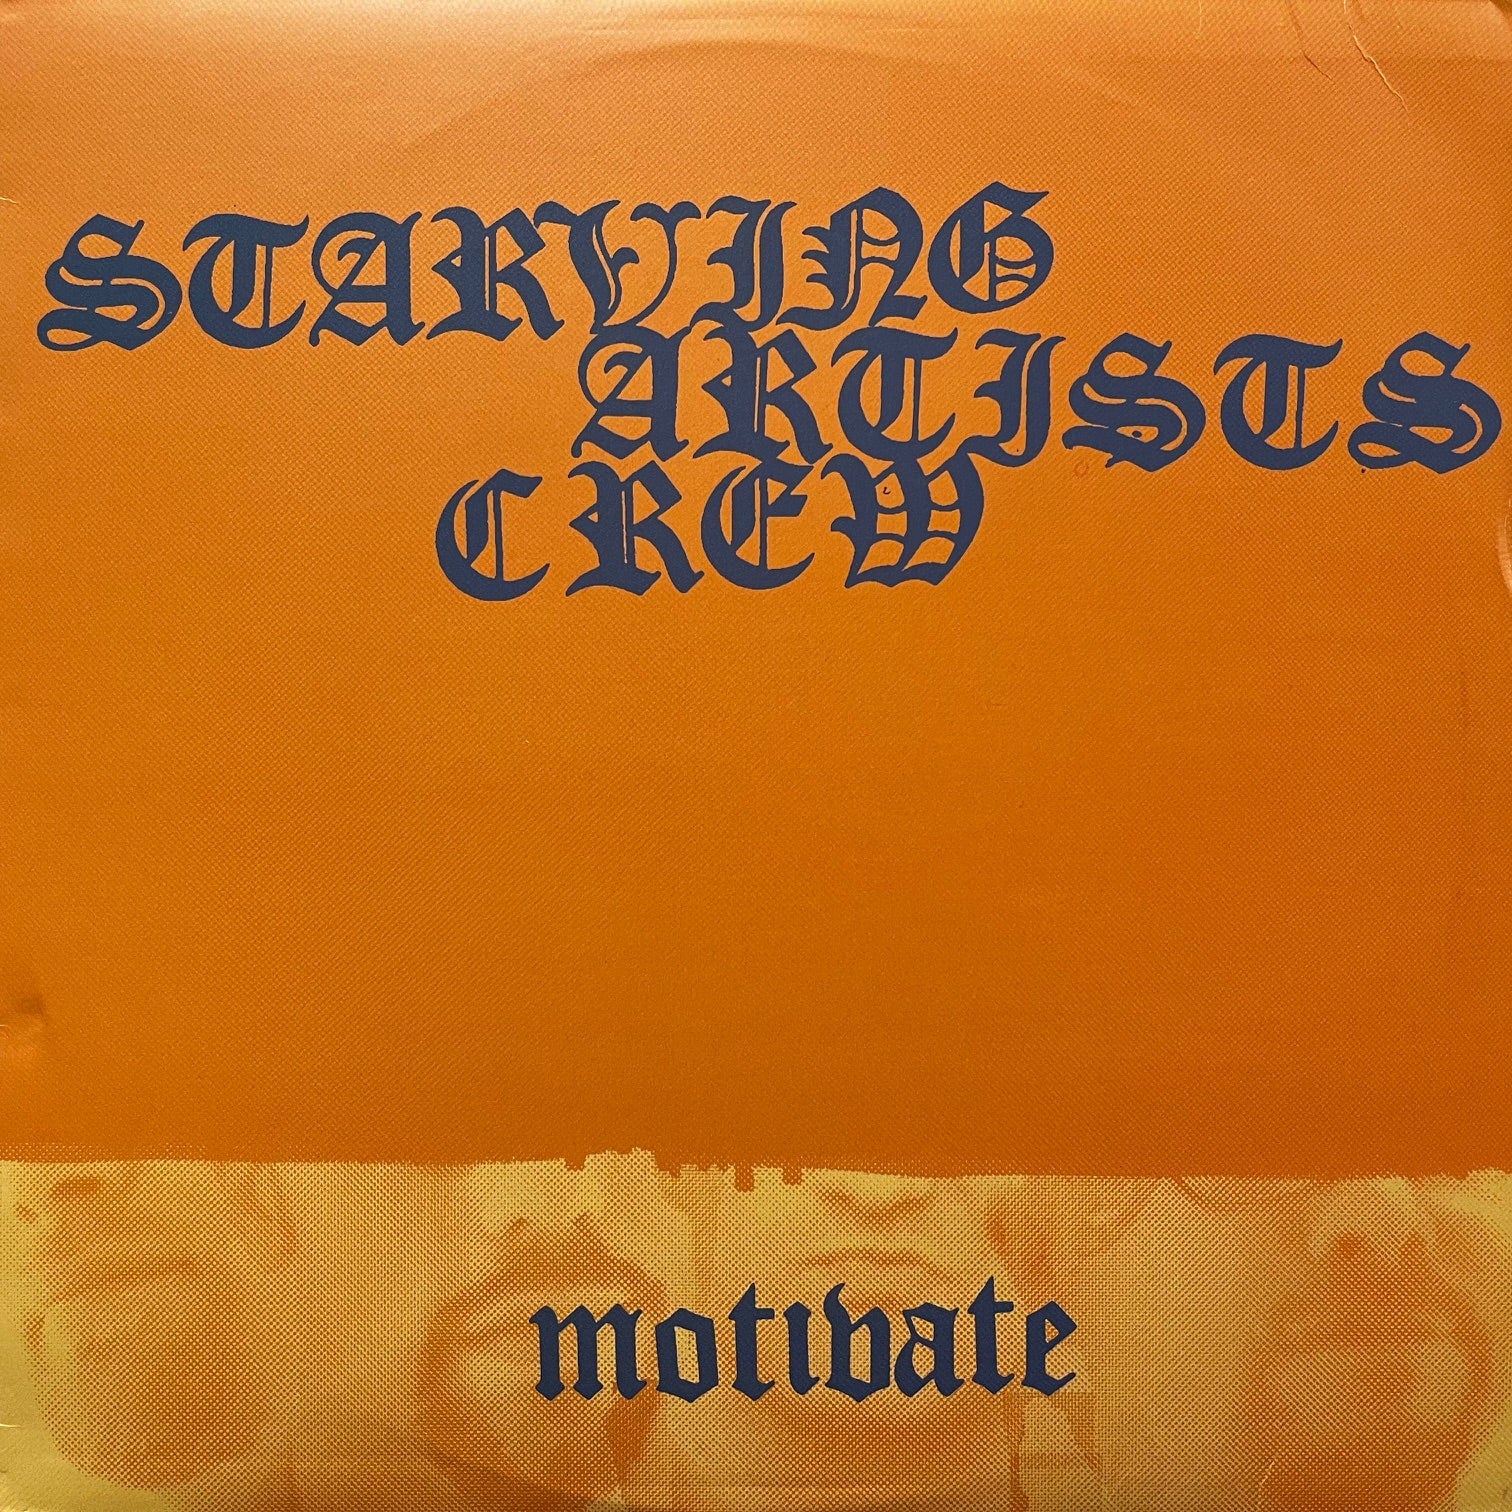 STARVING
ARTISTS
CREW
motivate